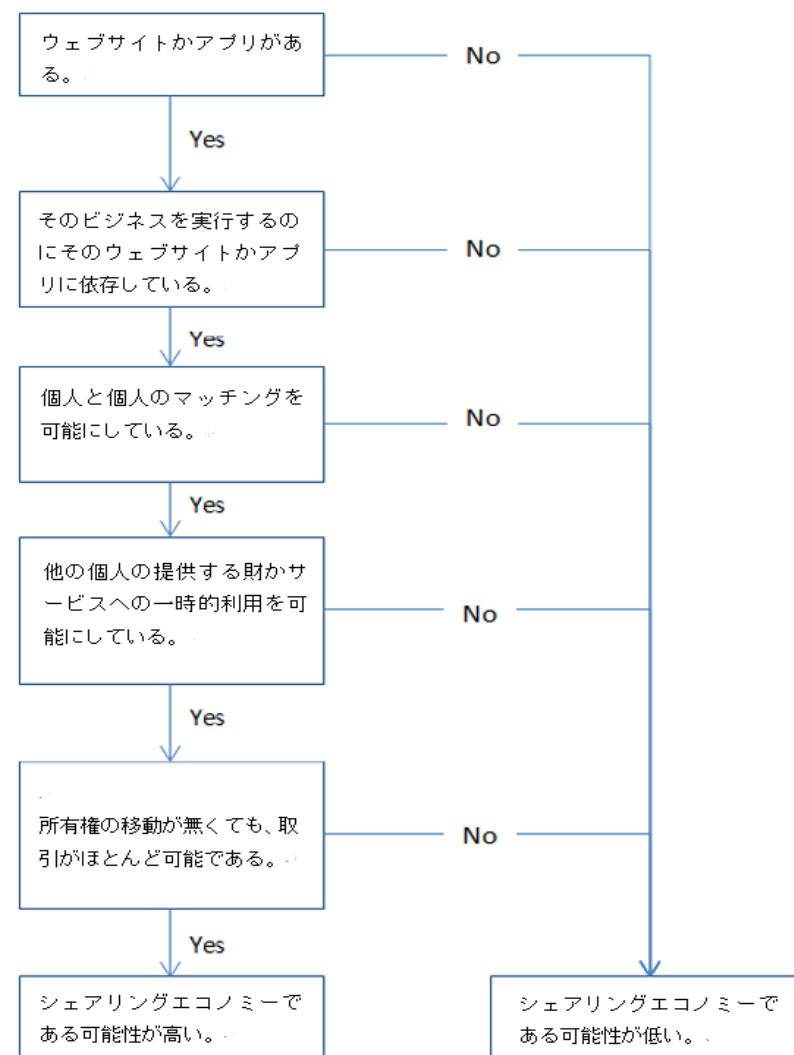 ウェブサイトかアプリがあ
る。
No
Yes
そのビジネスを実行するの
にそのウェブサイトかアプ
リに依存している。
No
Yes
個人と個人のマッチングを
可能にしている。
No
Yes
他の個人の提供する財かサ
ービスへの一時的利用を可
能にしている。
No
Yes
所有権の移動が無くても、取
引がほとんど可能である。
No
Yes
シェアリングエコノミーで
ある可能性が高い。
シェアリングエコノミーで
ある可能性が低い。